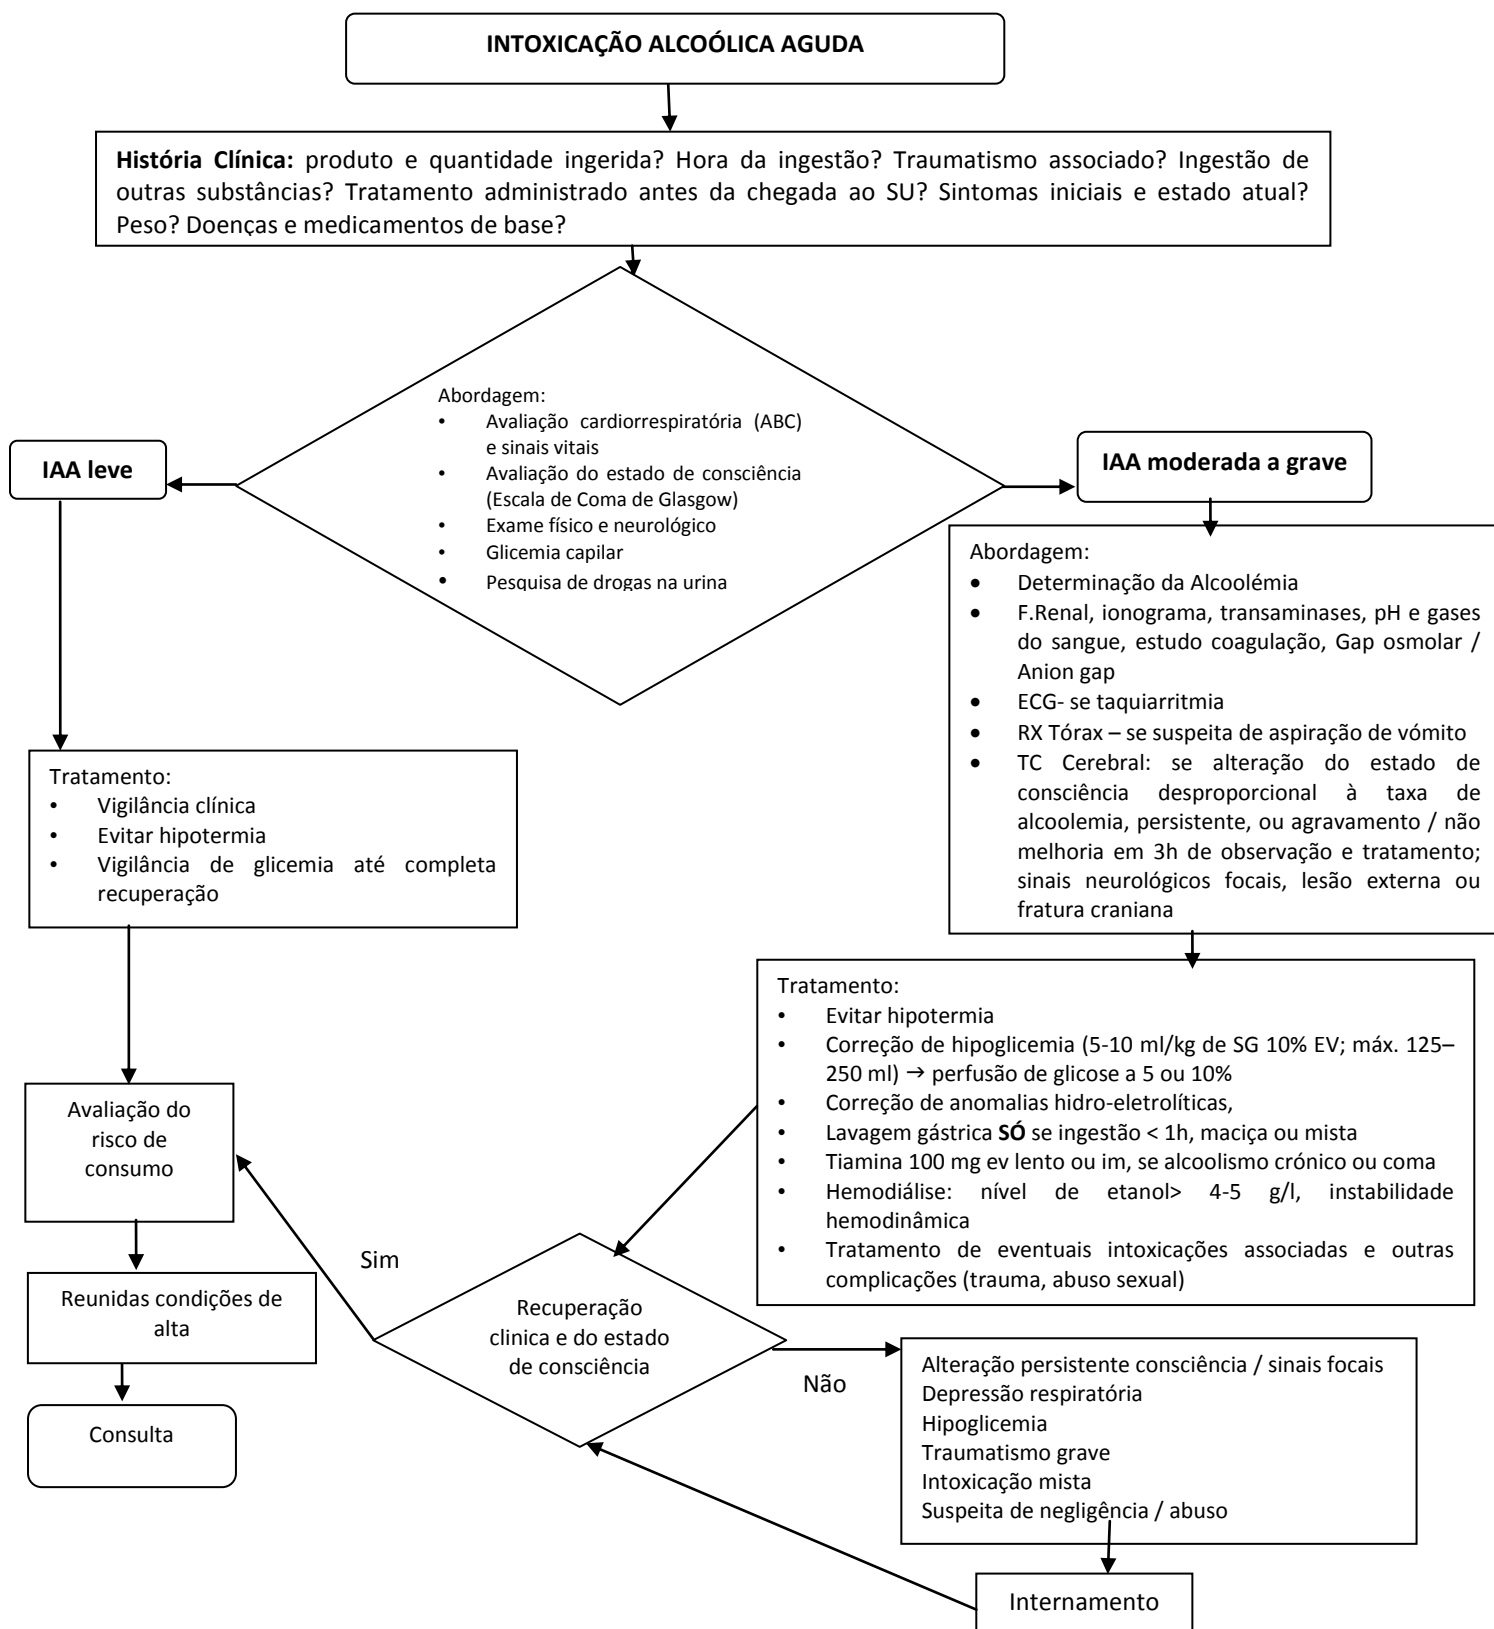 INTOXICAÇÃO ALCOÓLICA AGUDA
História Clínica: produto e quantidade ingerida? Hora da ingestão? Traumatismo associado? Ingestão de
outras substâncias? Tratamento administrado antes da chegada ao SU? Sintomas iniciais e estado atual?
Peso? Doenças e medicamentos de base?
Abordagem:
• Avaliação cardiorrespiratória (ABC)
e sinais vitais
• Avaliação do estado de consciência
(Escala de Coma de Glasgow)
• Exame físico e neurológico
• Glicemia capilar
• Pesquisa de drogas na urina
IAA leve
IAA moderada a grave
Abordagem:
• Determinação da Alcoolémia
• F.Renal, ionograma, transaminases, pH e gases
do sangue, estudo coagulação, Gap osmolar /
Anion gap
• ECG- se taquiarritmia
• RX Tórax – se suspeita de aspiração de vómito
• TC Cerebral: se alteração do estado de
consciência desproporcional à taxa de
alcoolemia, persistente, ou agravamento / não
melhoria em 3h de observação e tratamento;
sinais neurológicos focais, lesão externa ou
fratura craniana
Tratamento:
• Vigilância clínica
• Evitar hipotermia
• Vigilância de glicemia até completa
recuperação
Tratamento:
• Evitar hipotermia
• Correção de hipoglicemia (5-10 ml/kg de SG 10% EV; máx. 125–
250 ml) → perfusão de glicose a 5 ou 10%
• Correção de anomalias hidro-eletrolíticas,
• Lavagem gástrica SÓ se ingestão < 1h, maciça ou mista
• Tiamina 100 mg ev lento ou im, se alcoolismo crónico ou coma
• Hemodiálise: nível de etanol> 4-5 g/l, instabilidade
hemodinâmica
• Tratamento de eventuais intoxicações associadas e outras
complicações (trauma, abuso sexual)
Avaliação do
risco de
consumo
Sim
Reunidas condições de
alta
Consulta
Recuperação
clinica e do estado
de consciência
Não
Alteração persistente consciência / sinais focais
Depressão respiratória
Hipoglicemia
Traumatismo grave
Intoxicação mista
Suspeita de negligência / abuso
Internamento